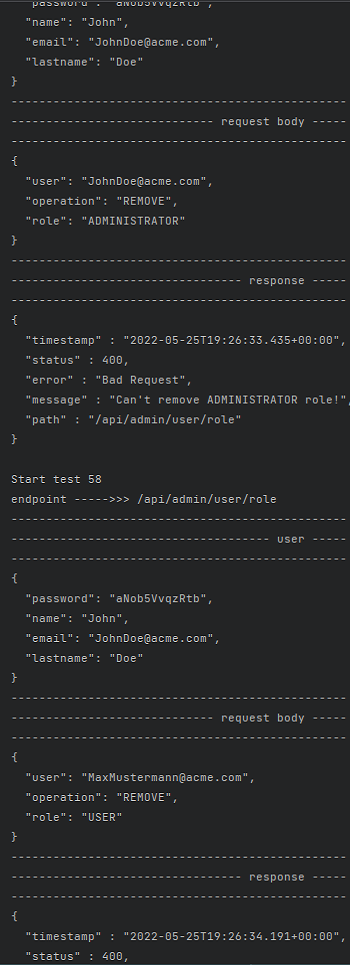 "password": "aNob5VvqzRtb",
"name": "John",
"email": "JohnDoe@acme.com",
"lastname": "Doe"
}
------------------------------------------------
----------------------------- request body -----
------------------------------------------------
{
"user": "JohnDoe@acme.com",
"operation": "REMOVE",
"role": "ADMINISTRATOR"
}
------------------------------------------------
--------------------------------- response -----
------------------------------------------------
{
"timestamp" : "2022-05-25T19:26:33.435+00:00",
"status" : 400,
"error" : "Bad Request",
"message" : "Can't remove ADMINISTRATOR role!",
"path" : "/api/admin/user/role"
}
Start test 58
endpoint ----->>> /api/admin/user/role
------------------------------------------------
------------------------------------- user -----
------------------------------------------------
{
"password": "aNob5VvqzRtb",
"name": "John",
"email": "JohnDoe@acme.com",
"lastname": "Doe"
}
------------------------------------------------
----------------------------- request body -----
------------------------------------------------
{
"user": "MaxMustermann@acme.com",
"operation": "REMOVE",
"role": "USER"
}
------------------------------------------------
--------------------------------- response -----
------------------------------------------------
{
"timestamp" : "2022-05-25T19:26:34.191+00:00",
"status" : 400,